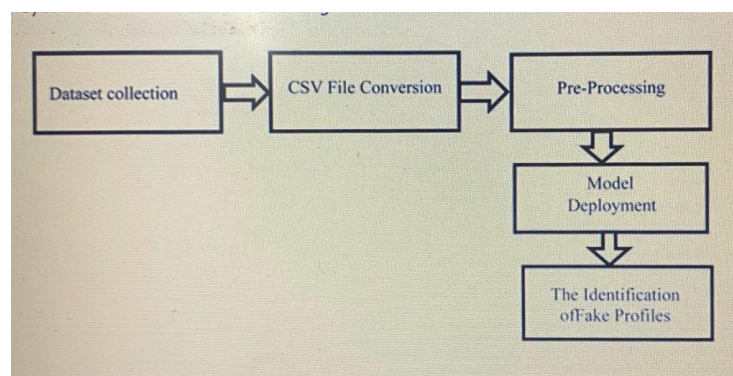 Dataset collection
CSV File Conversion
Pre-Processing
Model
Deployment
The Identification
ofFake Profiles